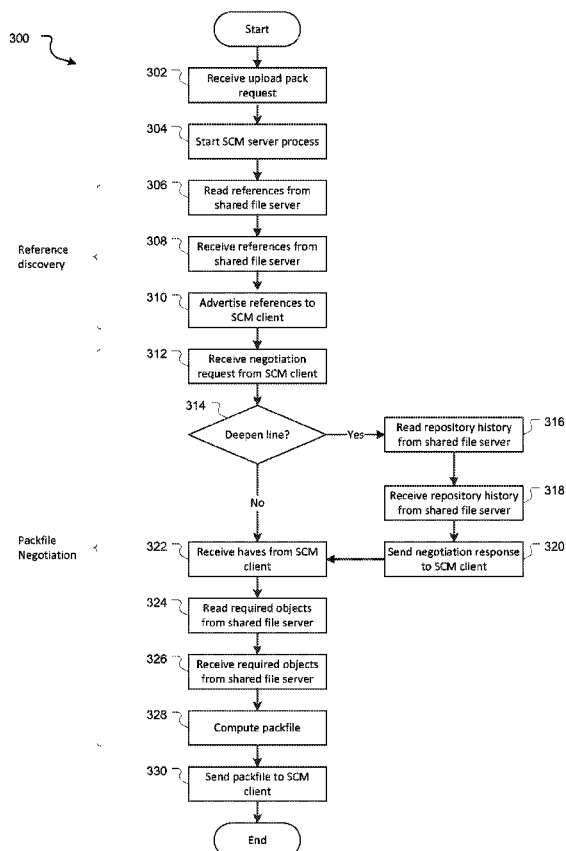 300
Start
302
Receive upload pack
request
304
Start SCM server process
Reference
discovery
306
Read references from
shared file server
308
Receive references from
shared file server
310
Advertise references to
SCM client
312
Receive negotiation
request from SCM client
314
Deepen line?
Yes
316
Read repository history
from shared file server
318
Receive repository history
from shared file server
320
Send negotiation response
to SCM client
No
Packfile
Negotiation
322
Receive haves from SCM
client
324
Read required objects
from shared file server
326
Receive required objects
from shared file server
328
Compute packfile
330
Send packfile to SCM
client
End